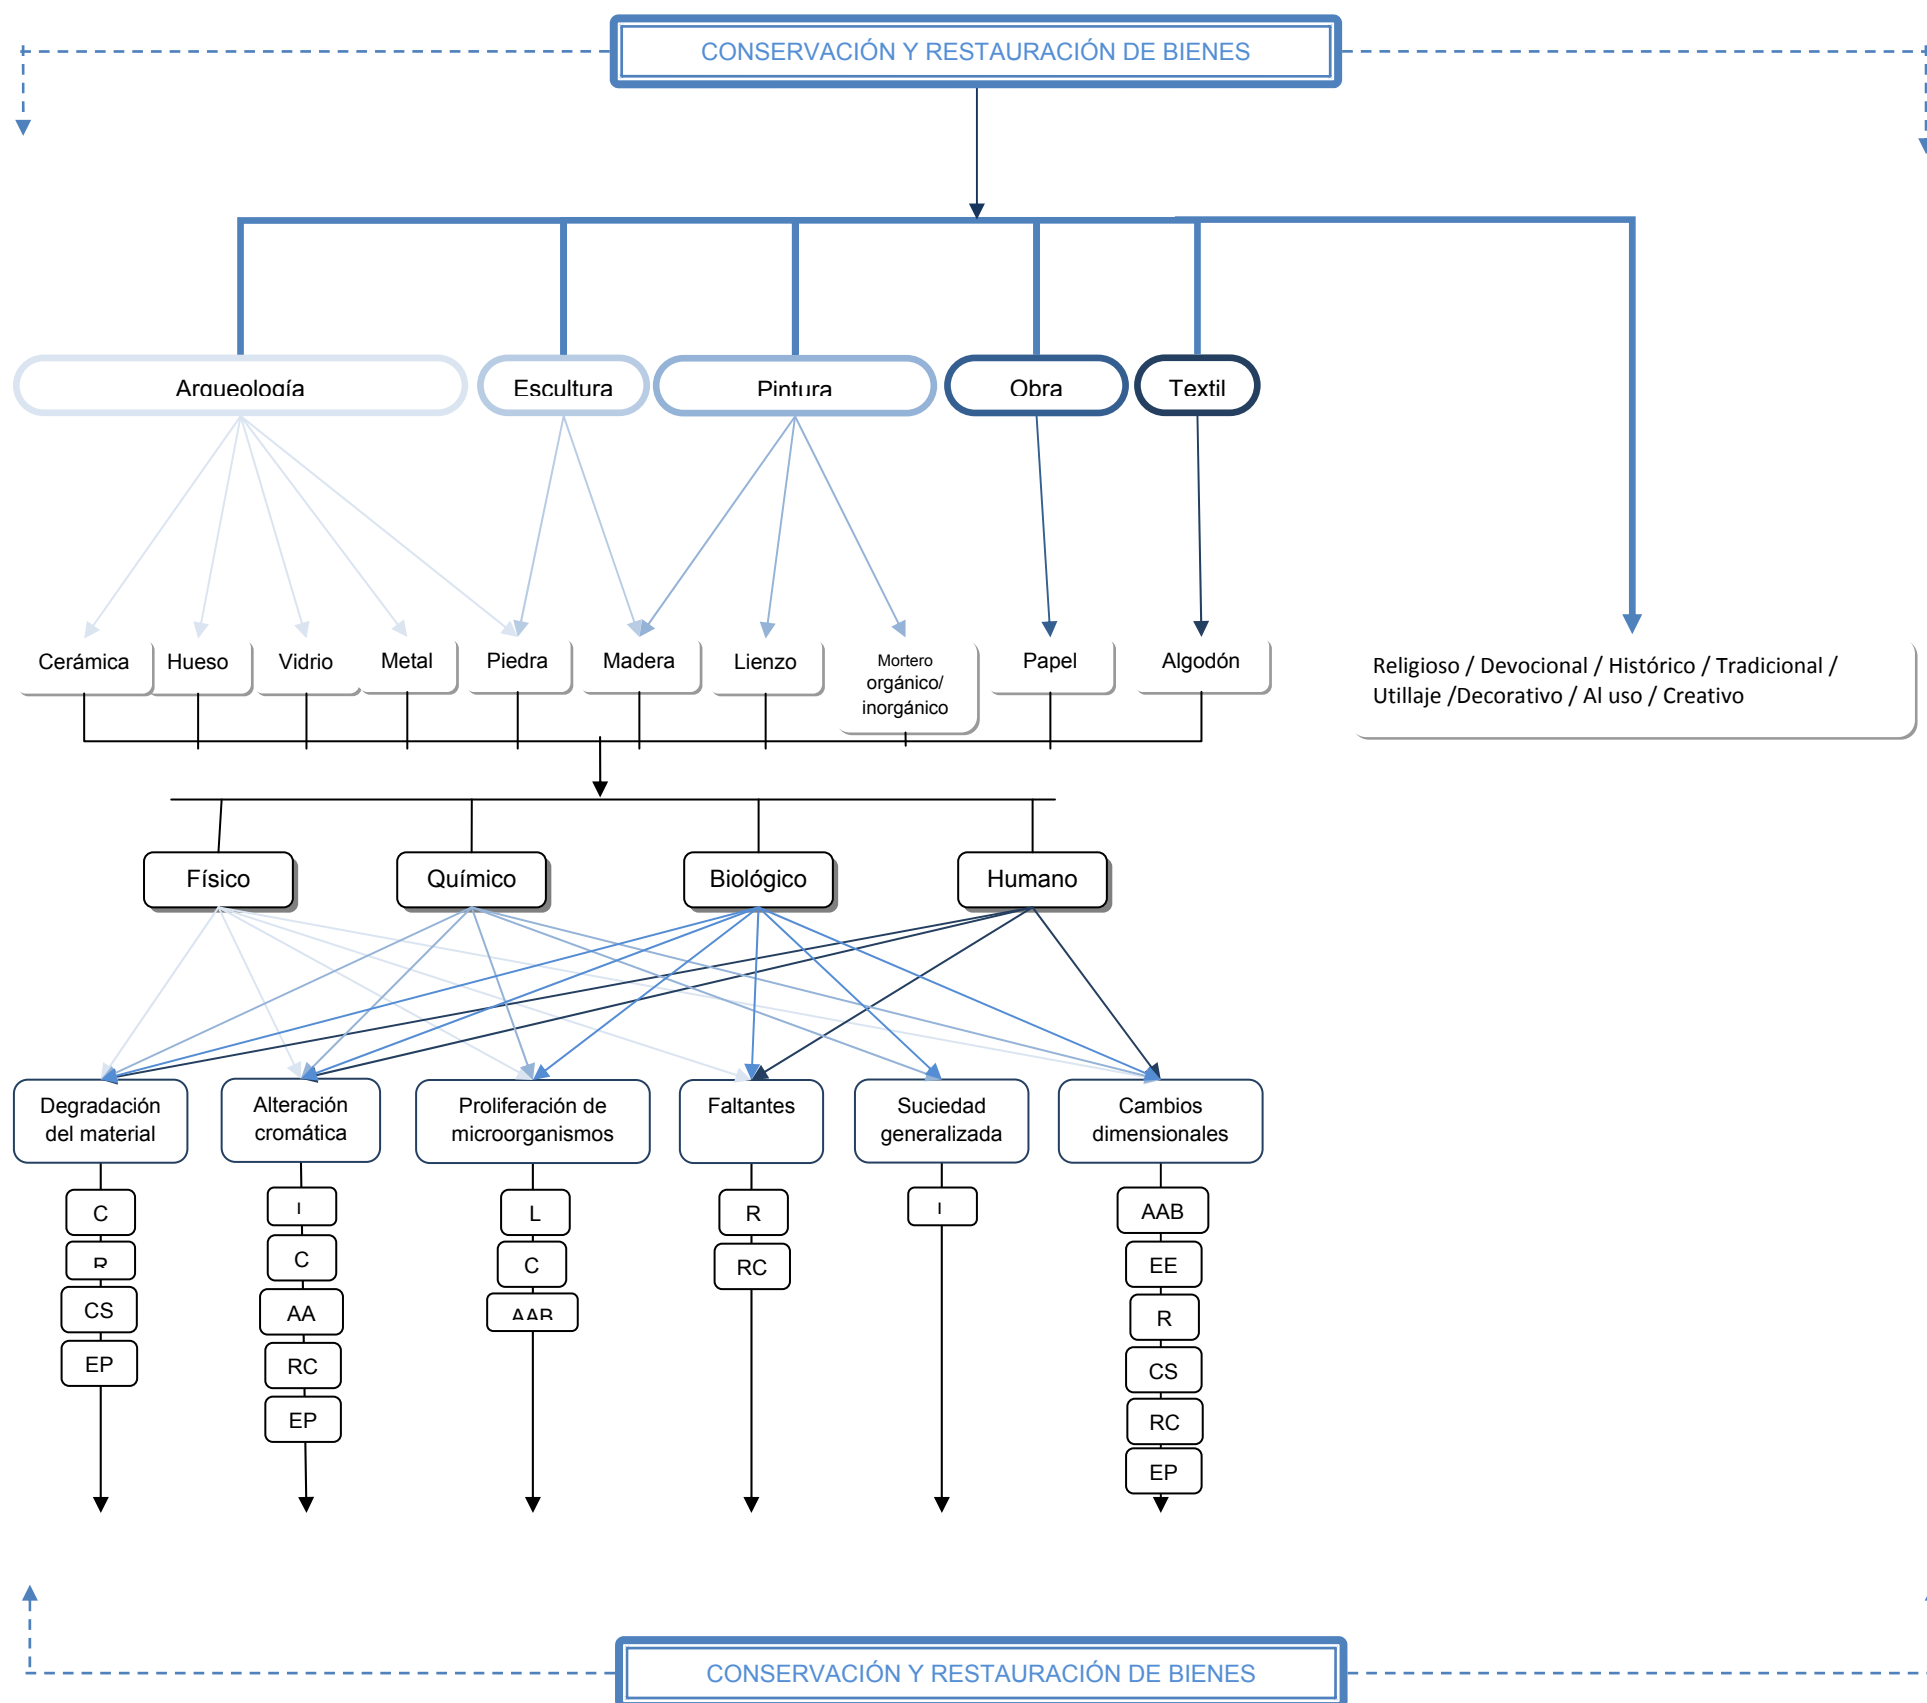 CONSERVACIÓN Y RESTAURACIÓN DE BIENES
Arqueología
Escultura
Pintura
Obra
Textil
Cerámica
Hueso
Vidrio
Metal
Piedra
Madera
Lienzo
Mortero
orgánico/
inorgánico
Papel
Algodón
Religioso / Devocional / Histórico / Tradicional /
Utillaje /Decorativo / Al uso / Creativo
Físico
Químico
Biológico
Humano
Degradación
del material
Alteración
cromática
Proliferación de
microorganismos
Faltantes
Suciedad
generalizada
Cambios
dimensionales
C
R
CS
EP
C
AA
RC
EP
L
C
AAB
R
RC
AAB
EE
R
CS
RC
EP
CONSERVACIÓN Y RESTAURACIÓN DE BIENES